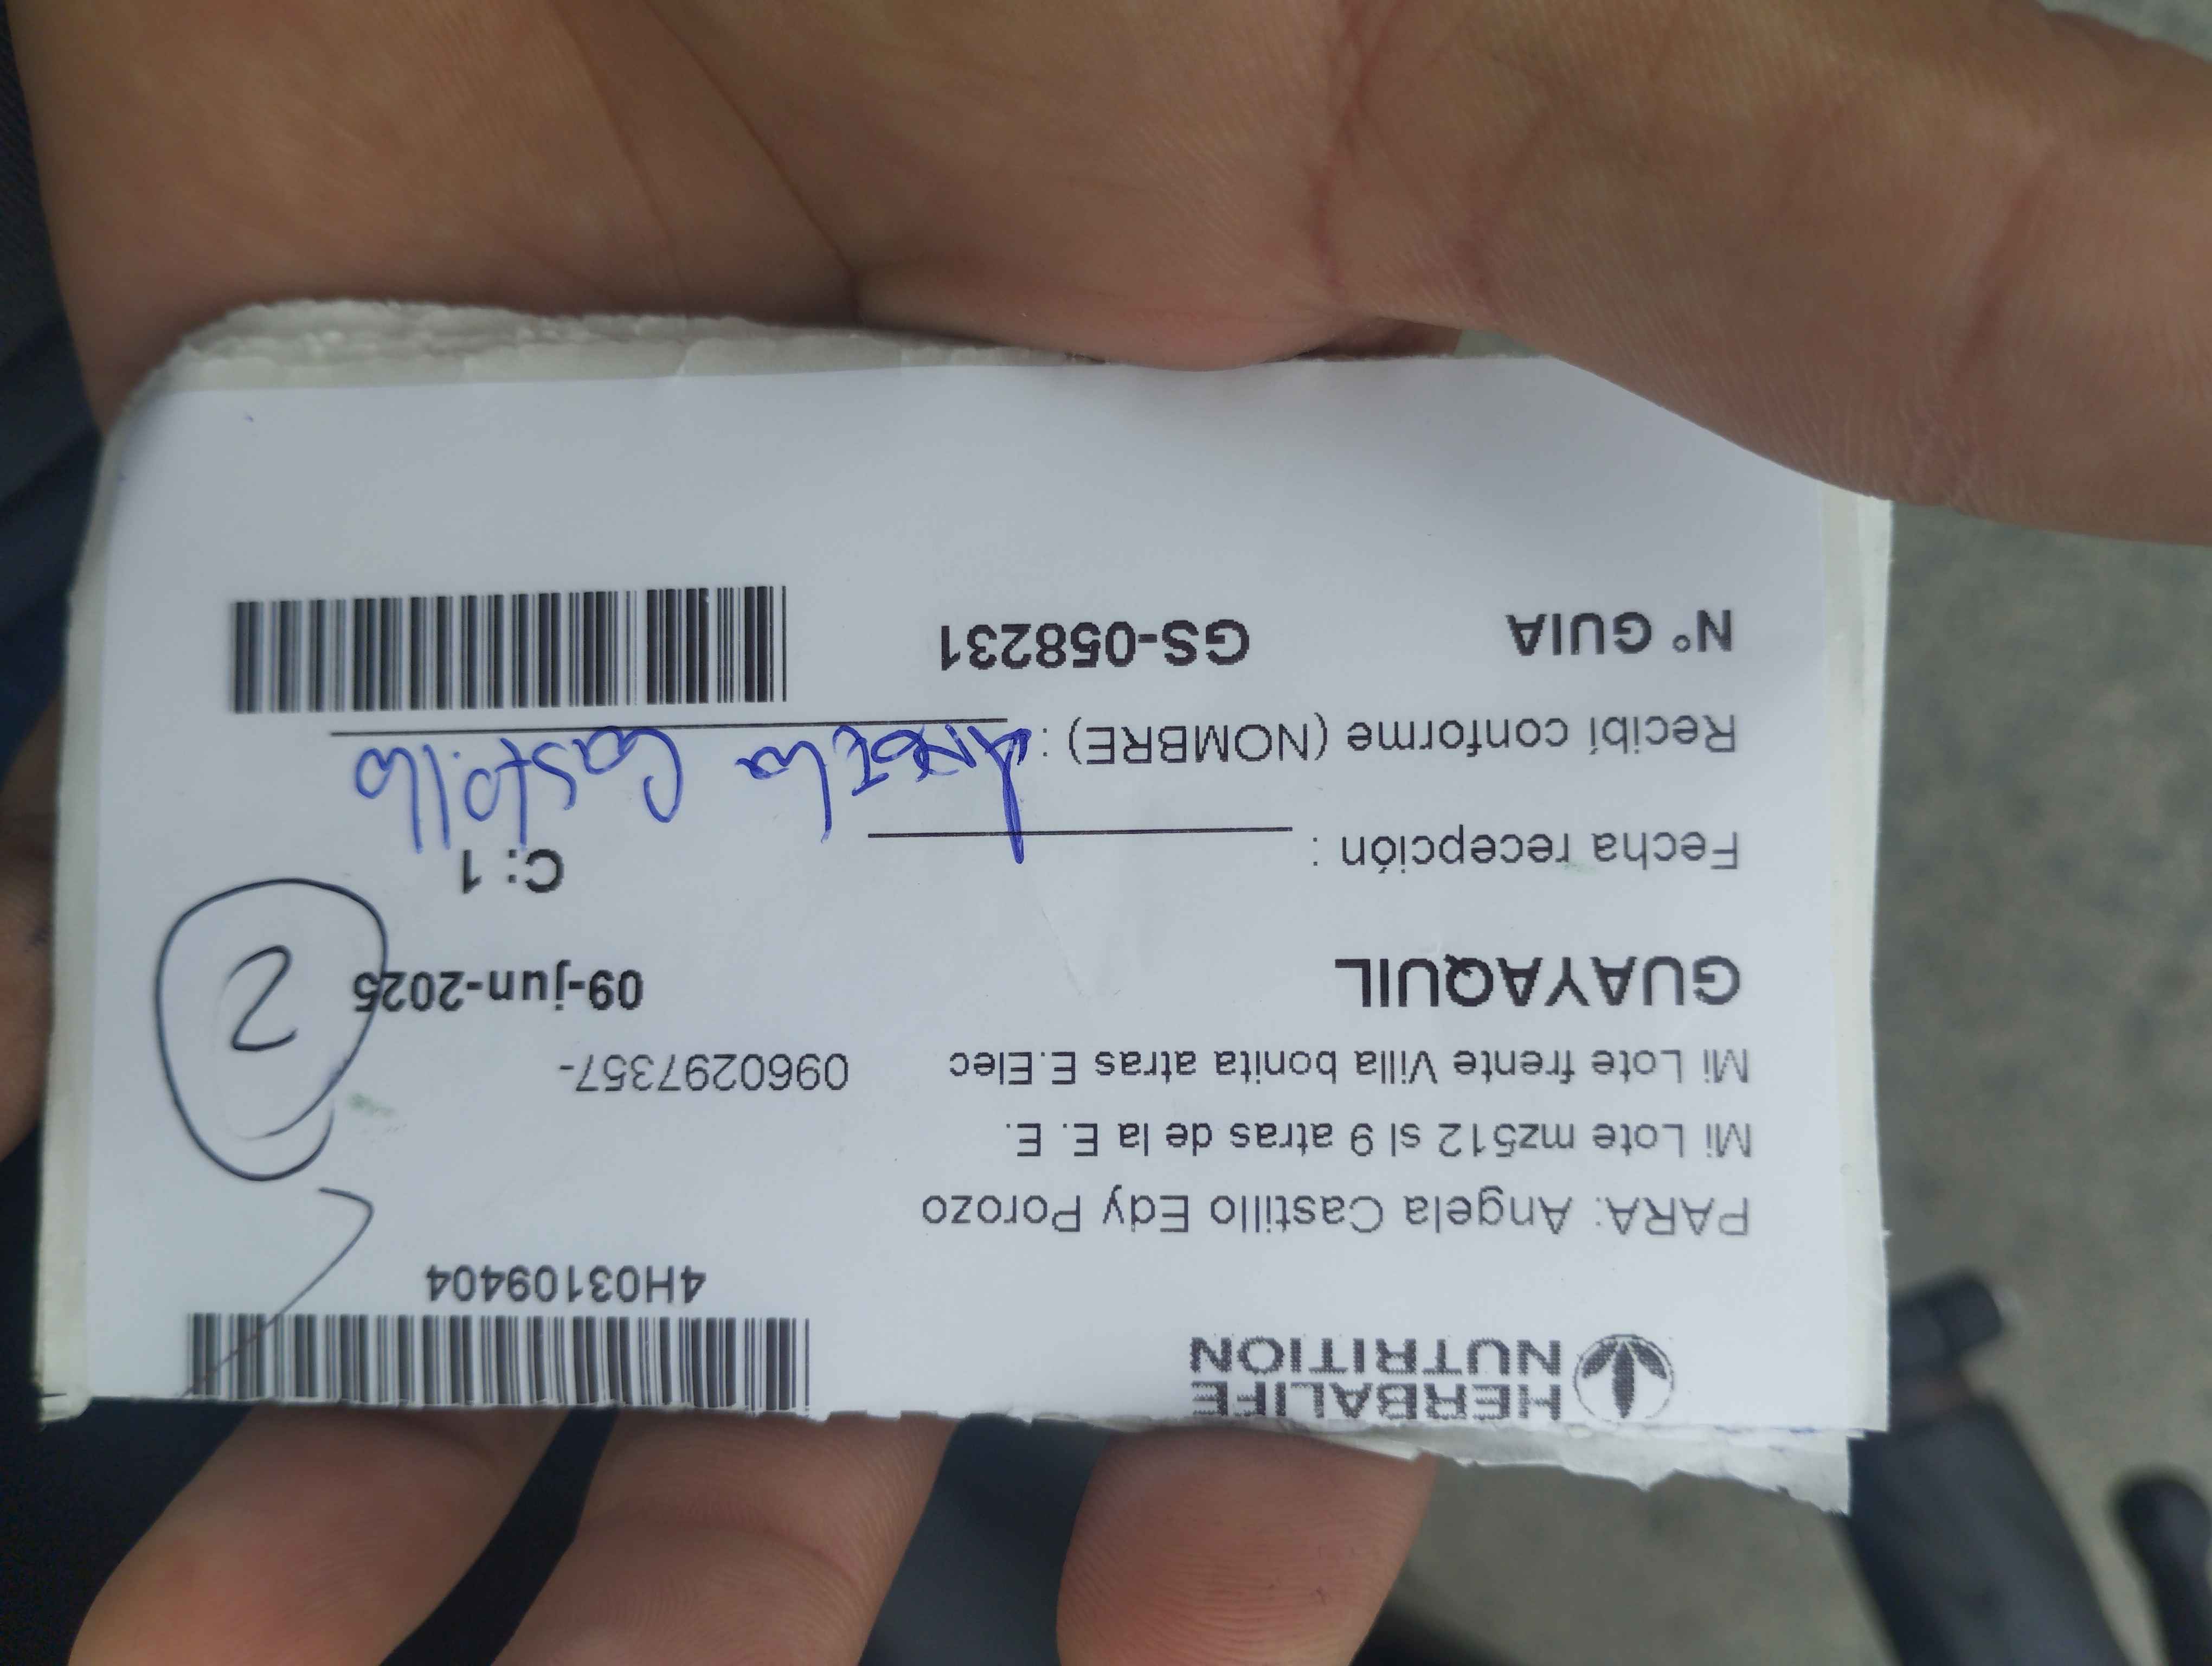 HERBALIFE
NUTRITION
4H03109404
PARA: Angela Castillo Edy Porozo
Mi Lote mz512 sl 9 atras de la E. E.
Mi Lote frente Villa bonita atras E.Elec 0960297357-
GUAYAQUIL 09-jun-2025
2
C: 1
Fecha recepción :
Recibí conforme (NOMBRE) : Angela Castillo
N° GUIA GS-058231